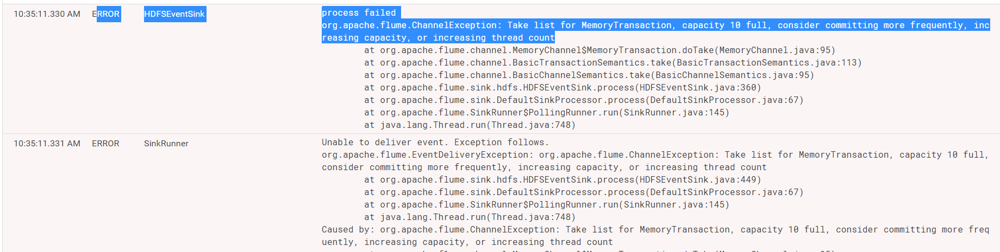 10:35:11.330 AM ERROR HDFSEventSink process failed
org.apache.flume.ChannelException: Take list for MemoryTransaction, capacity 10 full, consider committing more frequently, inc
reasing capacity, or increasing thread count
at org.apache.flume.channel.MemoryChannel$MemoryTransaction.doTake(MemoryChannel.java:95)
at org.apache.flume.channel.BasicTransactionSemantics.take(BasicTransactionSemantics.java:113)
at org.apache.flume.channel.BasicChannelSemantics.take(BasicChannelSemantics.java:95)
at org.apache.flume.sink.hdfs.HDFSEventSink.process(HDFSEventSink.java:360)
at org.apache.flume.sink.DefaultSinkProcessor.process(DefaultSinkProcessor.java:67)
at org.apache.flume.SinkRunner$PollingRunner.run(SinkRunner.java:145)
at java.lang.Thread.run(Thread.java:748)
10:35:11.331 AM ERROR SinkRunner Unable to deliver event. Exception follows.
org.apache.flume.EventDeliveryException: org.apache.flume.ChannelException: Take list for MemoryTransaction, capacity 10 full,
consider committing more frequently, increasing capacity, or increasing thread count
at org.apache.flume.sink.hdfs.HDFSEventSink.process(HDFSEventSink.java:449)
at org.apache.flume.sink.DefaultSinkProcessor.process(DefaultSinkProcessor.java:67)
at org.apache.flume.SinkRunner$PollingRunner.run(SinkRunner.java:145)
at java.lang.Thread.run(Thread.java:748)
Caused by: org.apache.flume.ChannelException: Take list for MemoryTransaction, capacity 10 full, consider committing more freq
uently, increasing capacity, or increasing thread count